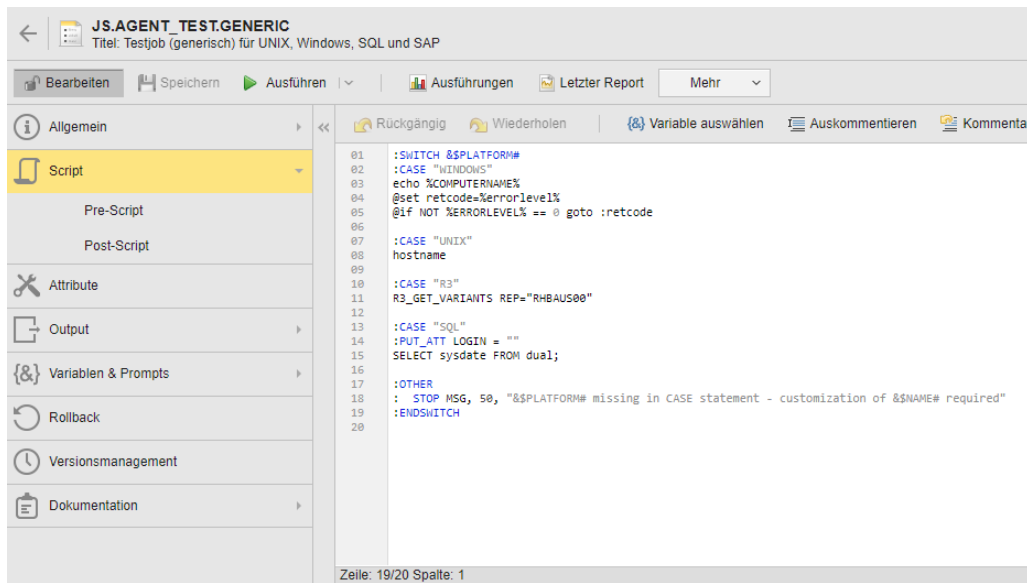 JS.AGENT_TEST.GENERIC
Titel: Testjob (generisch) für UNIX, Windows, SQL und SAP
Bearbeiten Speichern Ausführen Ausführungen Letzter Report Mehr
Allgemein
Script
Pre-Script
Post-Script
Attribute
Output
{&} Variablen & Prompts
Rollback
Versionsmanagement
Dokumentation
Rückgängig Wiederholen {&} Variable auswählen Auskommentieren Kommenta
01 :SWITCH &$PLATFORM#
02 :CASE "WINDOWS"
03 echo %COMPUTERNAME%
04 @set retcode=%errorlevel%
05 @if NOT %ERRORLEVEL% == 0 goto :retcode
06
07 :CASE "UNIX"
08 hostname
09
10 :CASE "R3"
11 R3_GET_VARIANTS REP="RHBAUS00"
12
13 :CASE "SQL"
14 :PUT_ATT LOGIN = ""
15 SELECT sysdate FROM dual;
16
17 :OTHER
18 :  STOP MSG, 50, "&$PLATFORM# missing in CASE statement - customization of &$NAME# required"
19 :ENDSWITCH
20
Zeile: 19/20 Spalte: 1